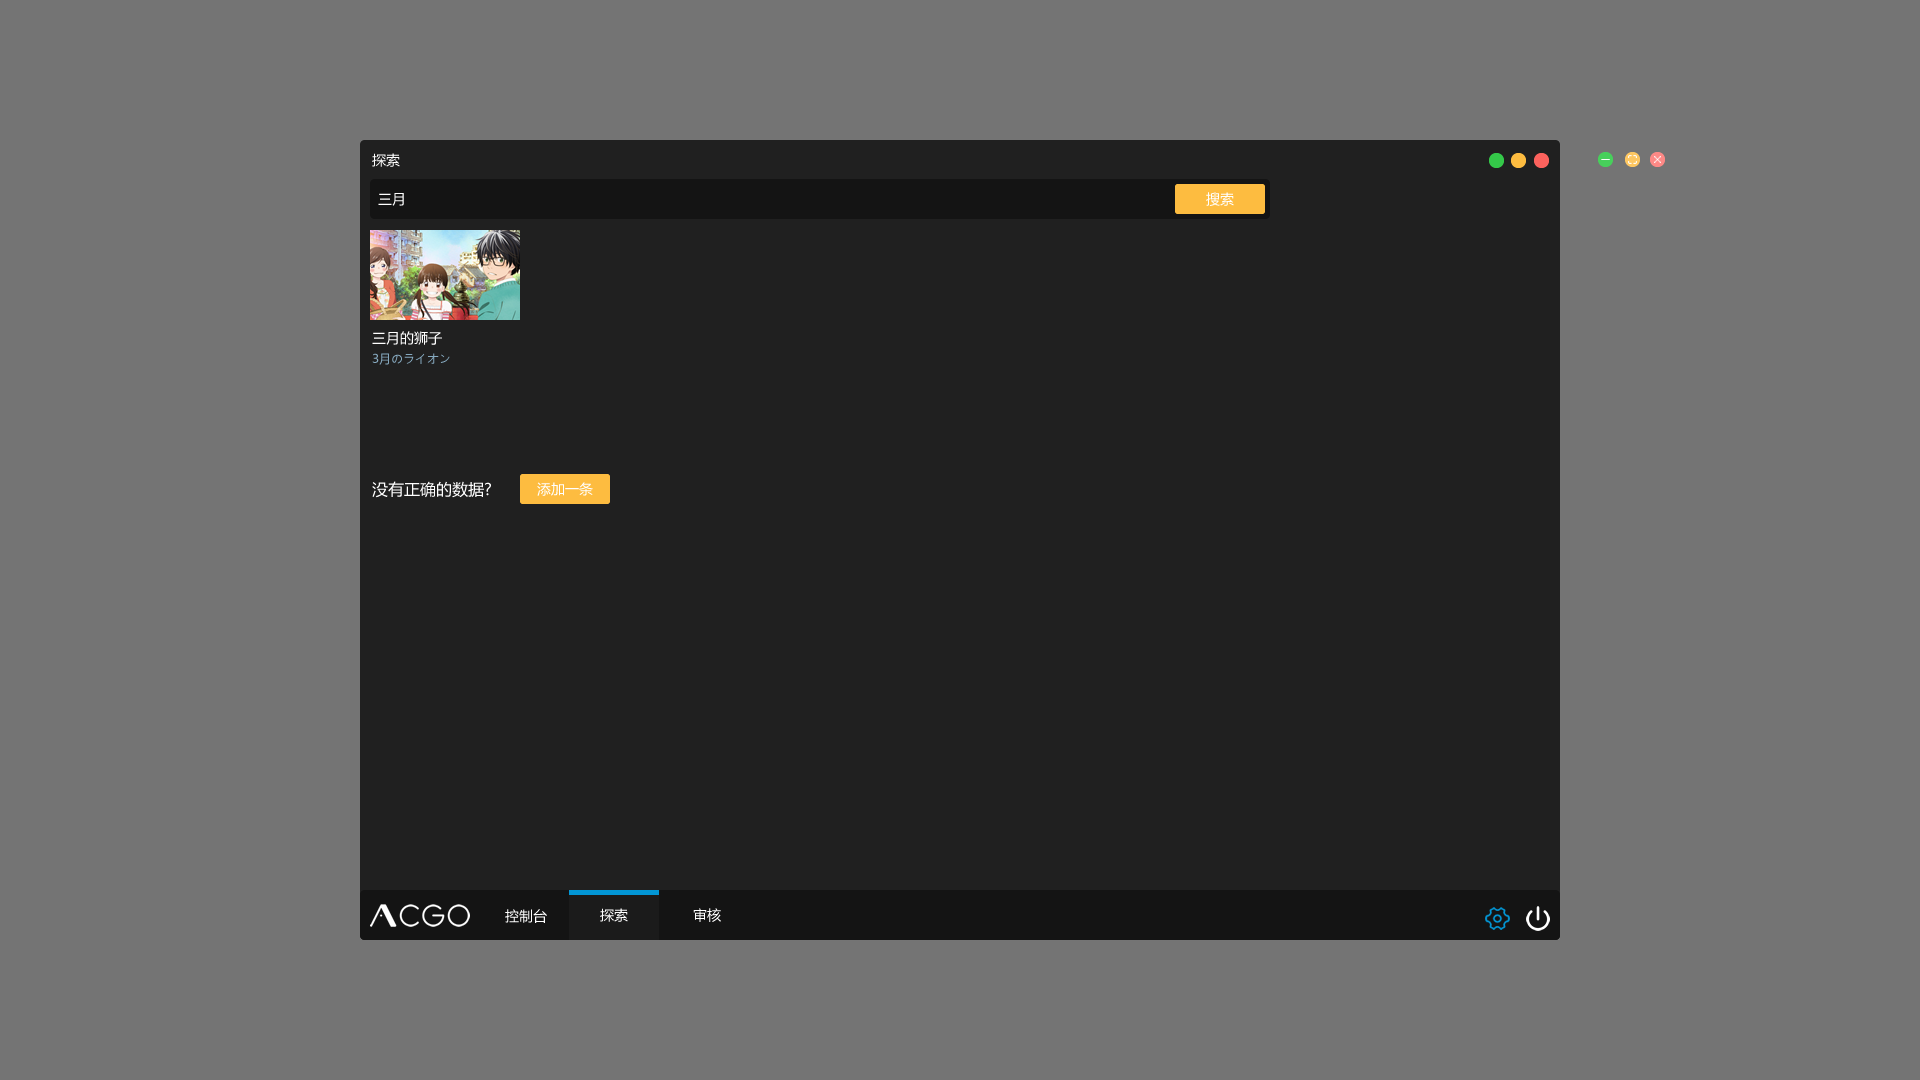 探索
三月
搜索
三月的狮子
3月のライオン
没有正确的数据?
添加一条
ACGO
控制台
探索
审核